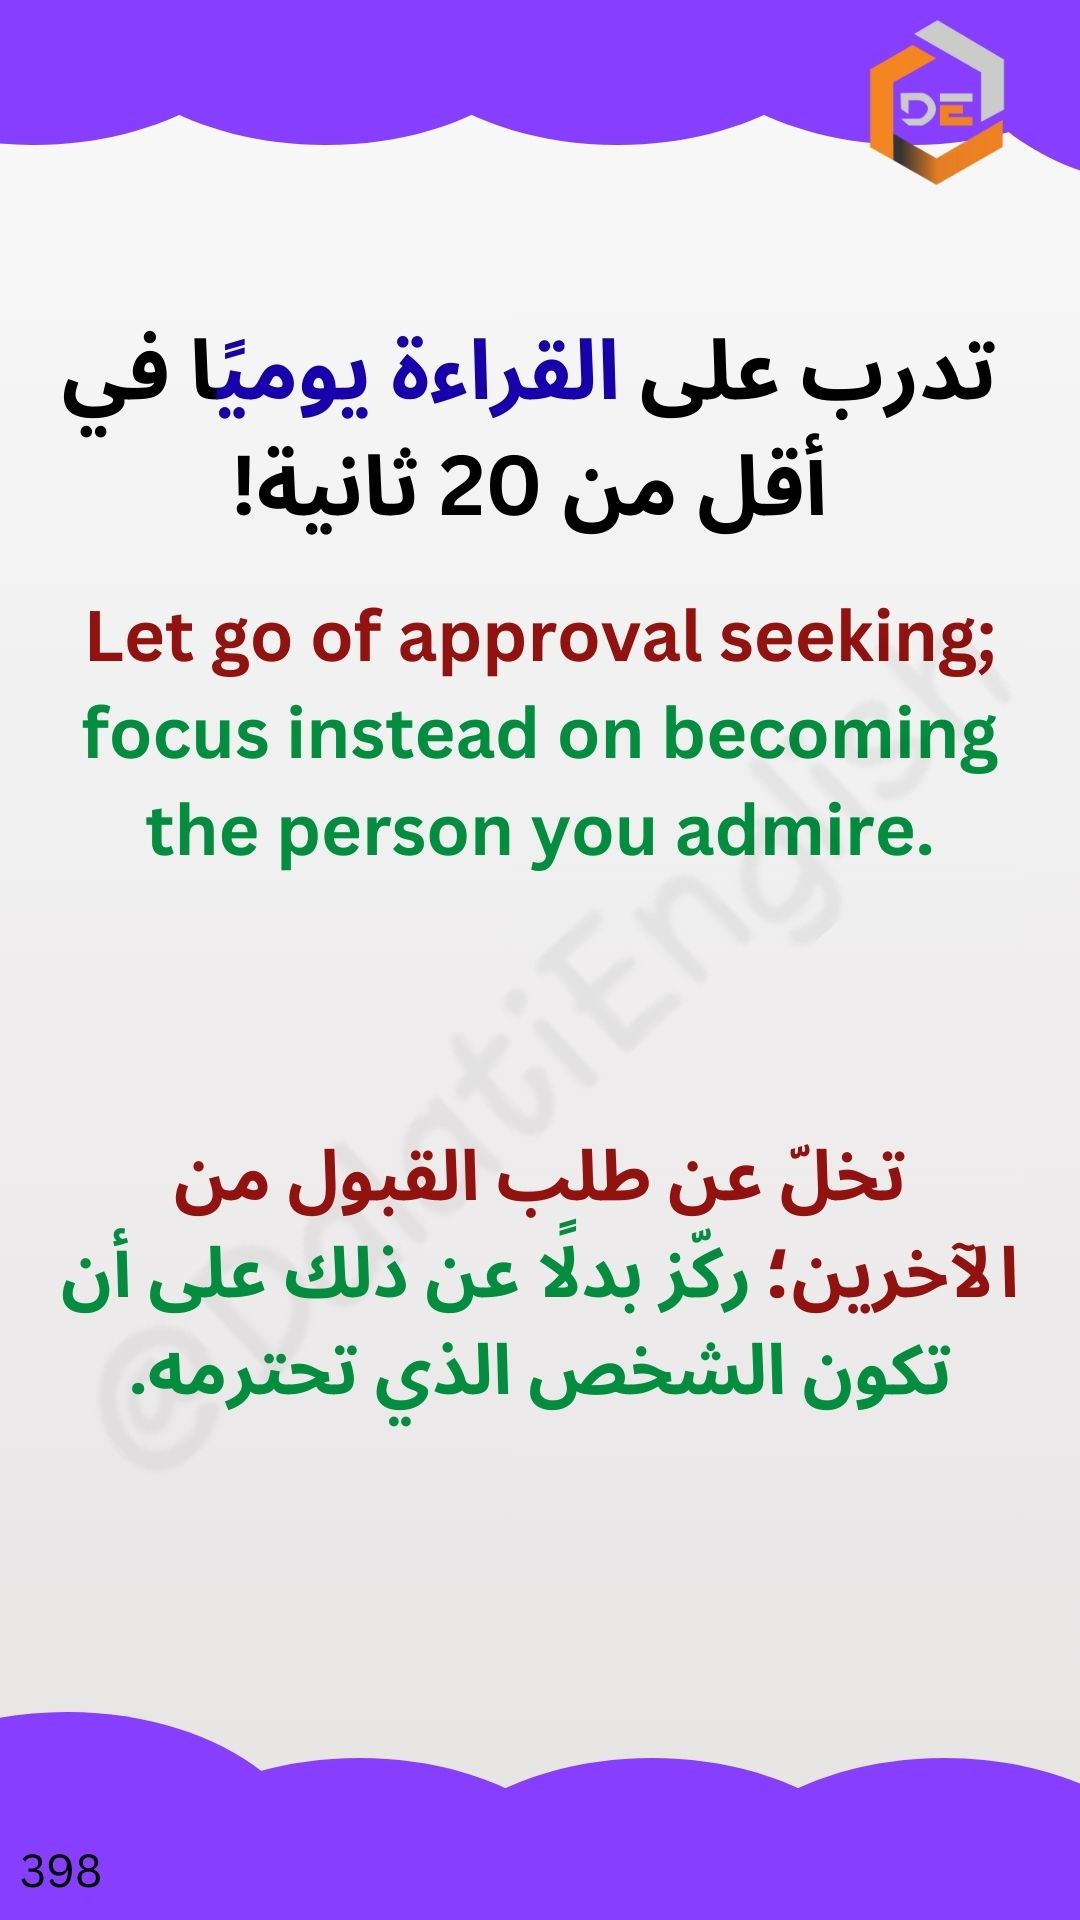 DE
تدرب على القراءة يوميًا في
أقل من 20 ثانية!
Let go of approval seeking;
focus instead on becoming
the person you admire.
تخلّ عن طلب القبول من
الآخرين؛ ركّز بدلًا عن ذلك على أن
تكون الشخص الذي تحترمه.
@DalatiEnglish
398